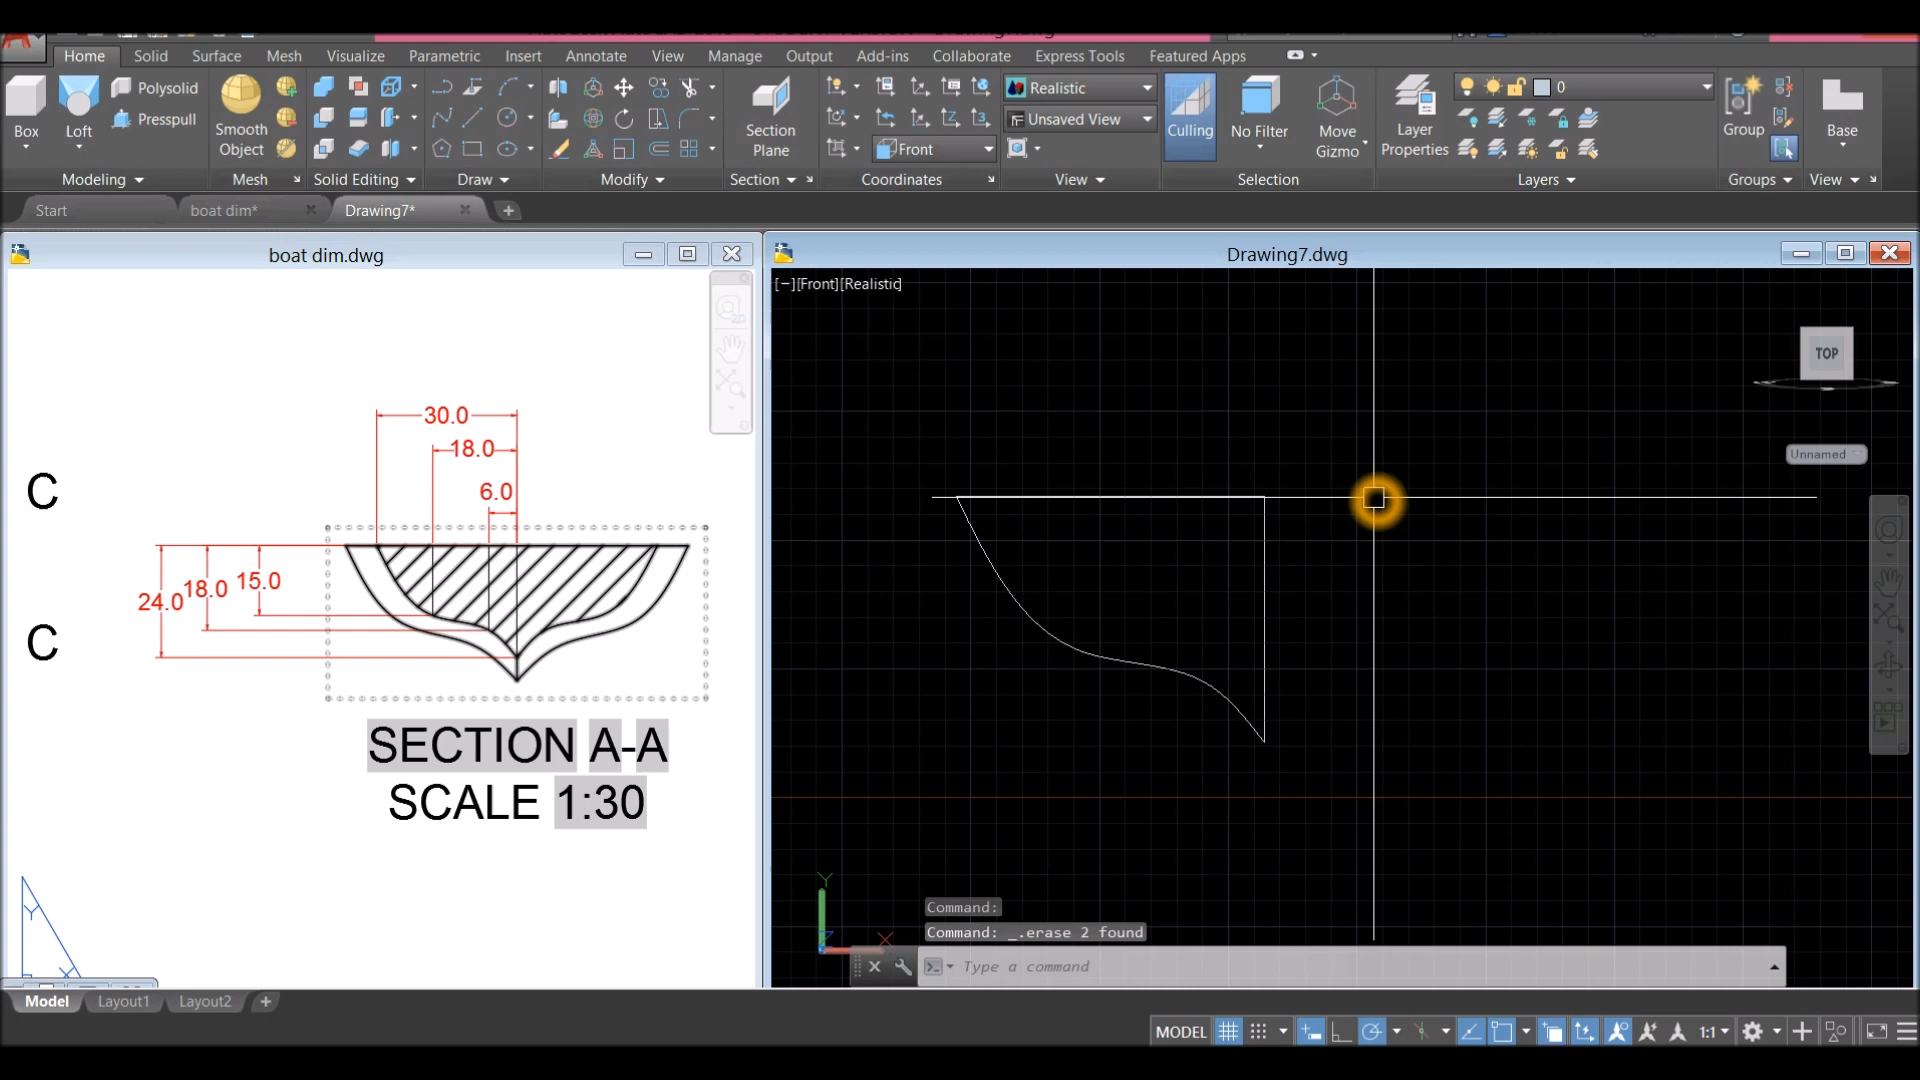 Home Solid Surface Mesh Visualize Parametric Insert Annotate View Manage Output Add-ins Collaborate Express Tools Featured Apps
Box
Loft
Polysolid
Presspull
Smooth Object
Section Plane
Front
Realistic
Unsaved View
Culling
No Filter
Move Gizmo
Layer Properties
0
Group
Base
Modeling Mesh Solid Editing Draw Modify Section Coordinates View Selection Layers Groups View
Start boat dim* Drawing7*
boat dim.dwg
30.0
18.0
6.0
C
24.0 18.0 15.0
C
SECTION A-A
SCALE 1:30
Y
X
Drawing7.dwg
[−][Front][Realistic]
TOP
Unnamed
Y
X
Command:
Command: _.erase 2 found
Type a command
Model Layout1 Layout2
MODEL 1:1